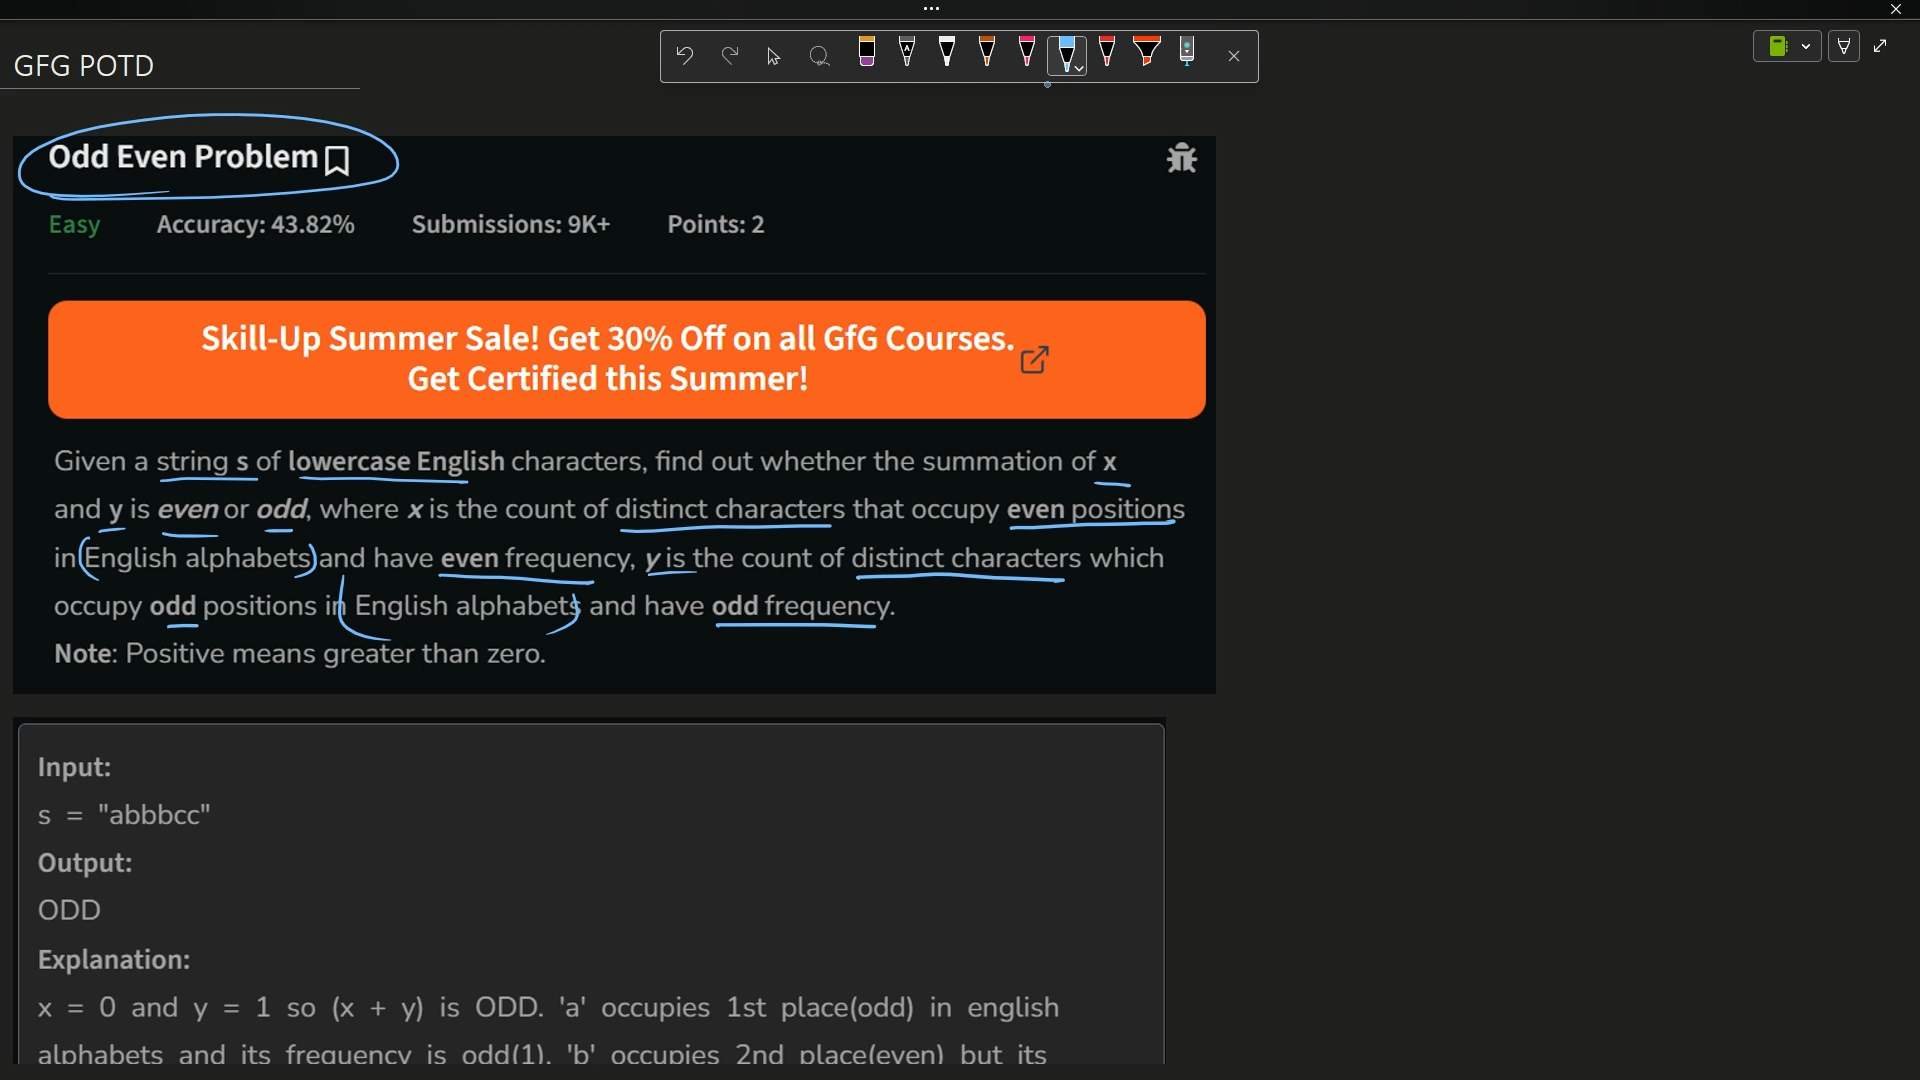 GFG POTD
Odd Even Problem
Easy Accuracy: 43.82% Submissions: 9K+ Points: 2
Skill-Up Summer Sale! Get 30% Off on all GfG Courses.
Get Certified this Summer!
Given a string s of lowercase English characters, find out whether the summation of x
and y is even or odd, where x is the count of distinct characters that occupy even positions
in English alphabets and have even frequency, y is the count of distinct characters which
occupy odd positions in English alphabets and have odd frequency.
Note: Positive means greater than zero.
Input:
s = "abbbcc"
Output:
ODD
Explanation:
x = 0 and y = 1 so (x + y) is ODD. 'a' occupies 1st place(odd) in english
alphabets and its frequency is odd(1). 'b' occupies 2nd place(even) but its